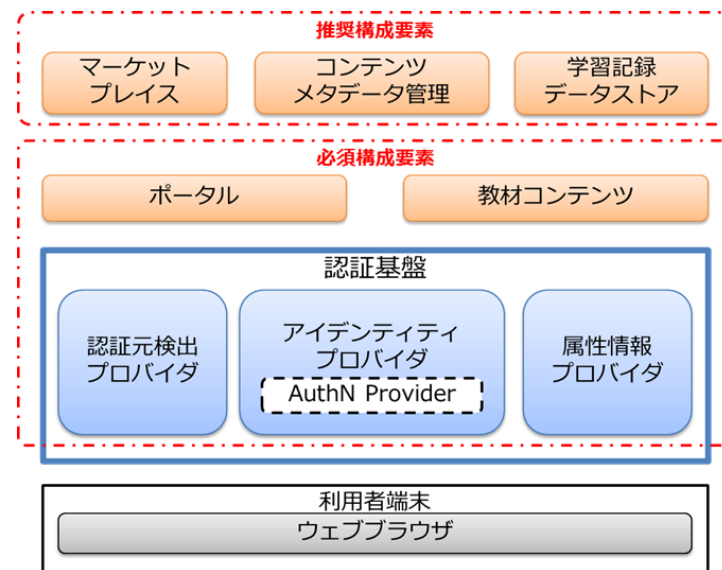 推奨構成要素
マーケット
プレイス
コンテンツ
メタデータ管理
学習記録
データストア
必須構成要素
ポータル
教材コンテンツ
認証基盤
認証元検出
プロバイダ
アイデンティティ
プロバイダ
AuthN Provider
属性情報
プロバイダ
利用者端末
ウェブブラウザ